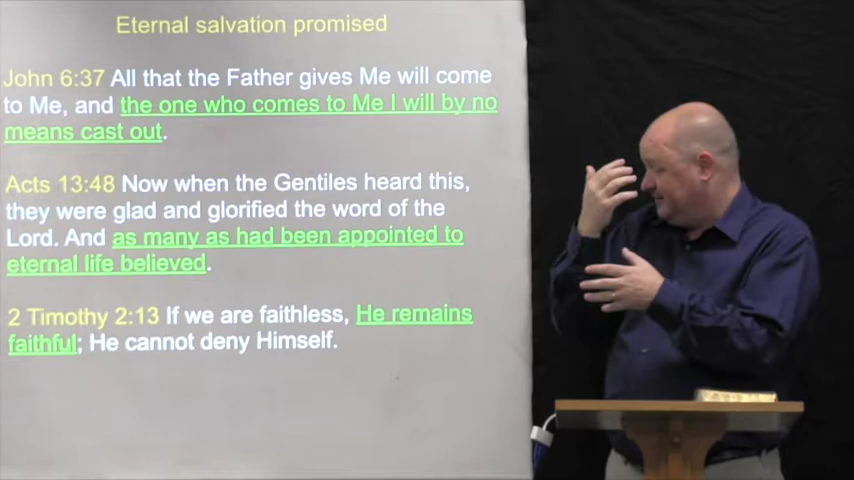 Eternal salvation promised
John 6:37 All that the Father gives Me will come
to Me, and the one who comes to Me I will by no
means cast out.
Acts 13:48 Now when the Gentiles heard this,
they were glad and glorified the word of the
Lord. And as many as had been appointed to
eternal life believed.
2 Timothy 2:13 If we are faithless, He remains
faithful; He cannot deny Himself.